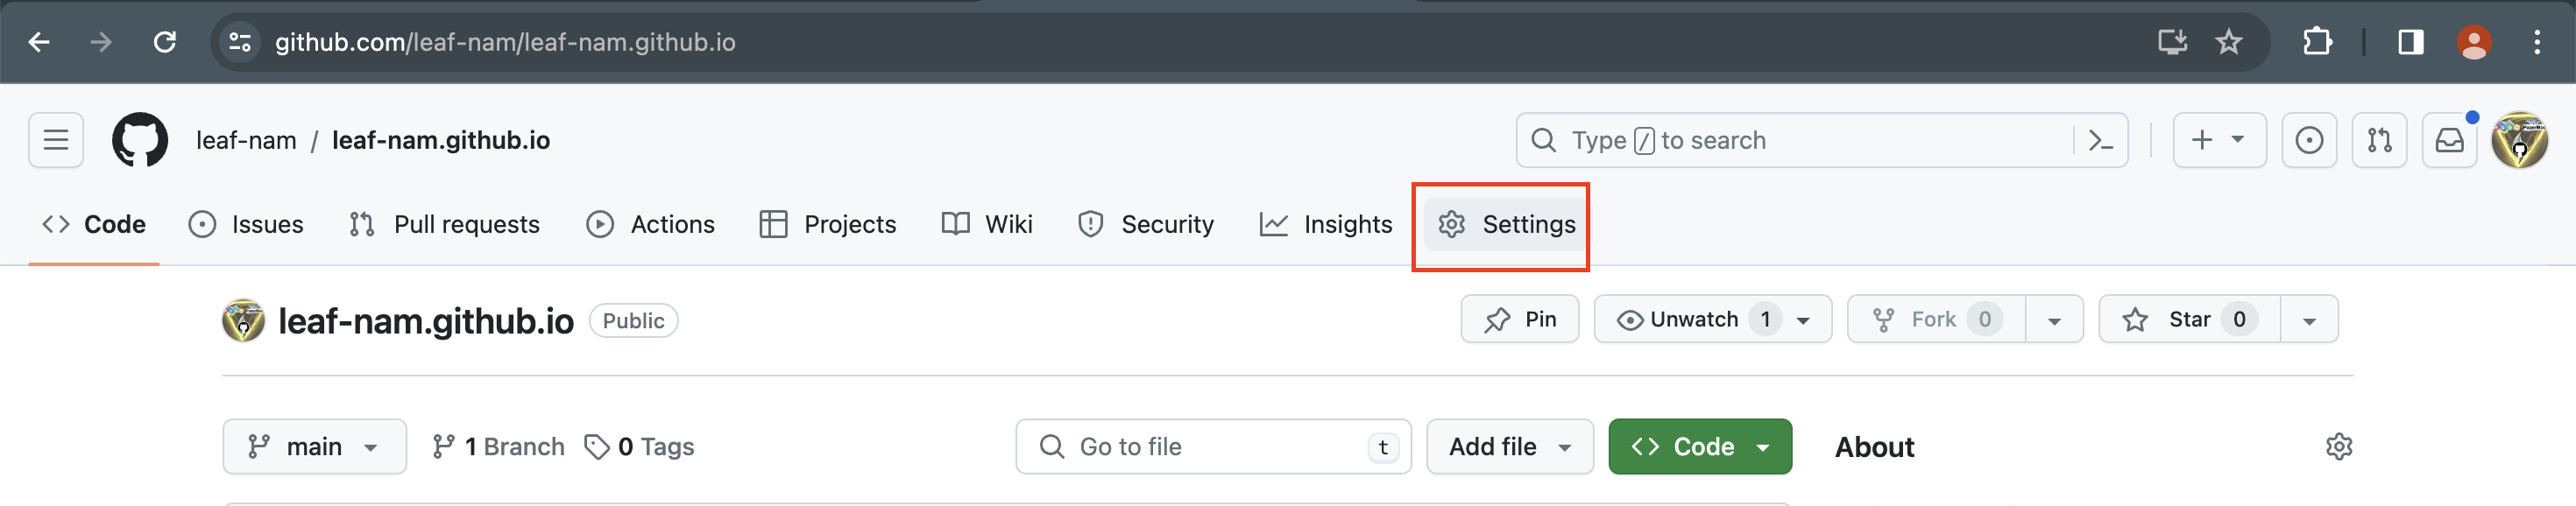 github.com/leaf-nam/leaf-nam.github.io
leaf-nam / leaf-nam.github.io
Type / to search
Code Issues Pull requests Actions Projects Wiki Security Insights Settings
leaf-nam.github.io Public
Pin Unwatch 1 Fork 0 Star 0
main 1 Branch 0 Tags Go to file t Add file Code About